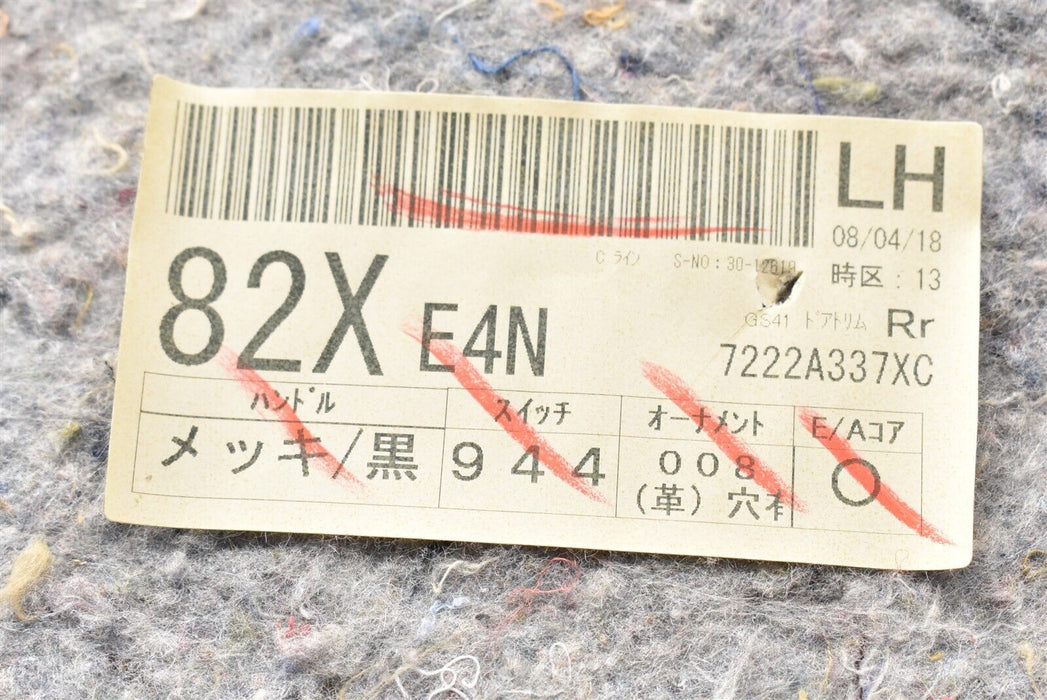 LH
08/04/18
Cライン S-NO:30-12619
時区:13
82X E4N
GS41 ドアトリム Rr
7222A337XC
ハンドル スイッチ オーナメント E/Aコア
メッキ/黒 944 008 ○
(革)穴有